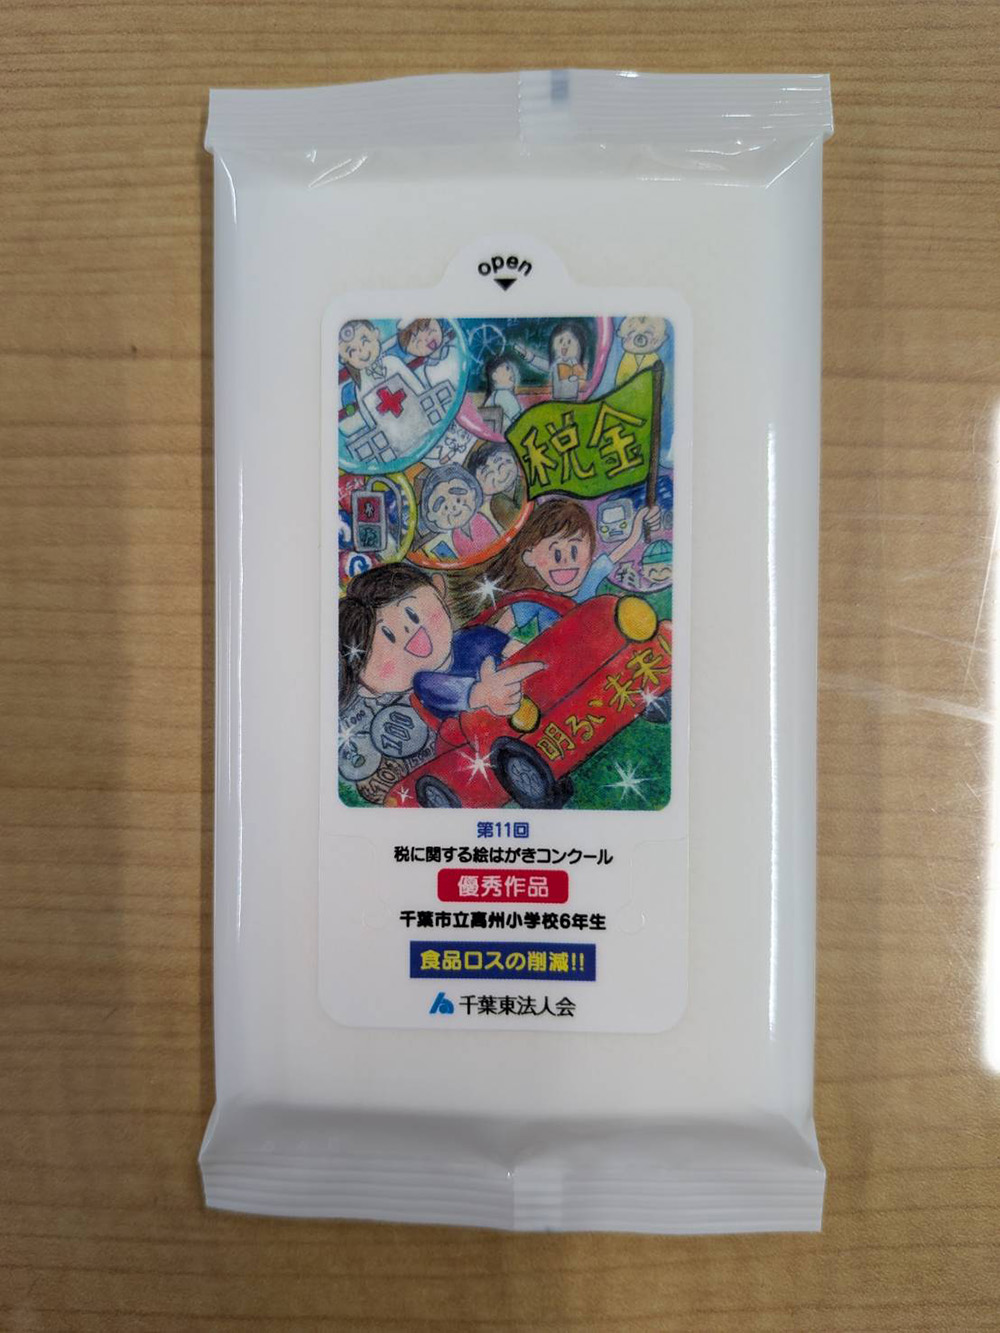 open
税金
100
1000
10
明るい未来!
第11回
税に関する絵はがきコンクール
優秀作品
千葉市立高州小学校6年生
食品ロスの削減!!
千葉東法人会